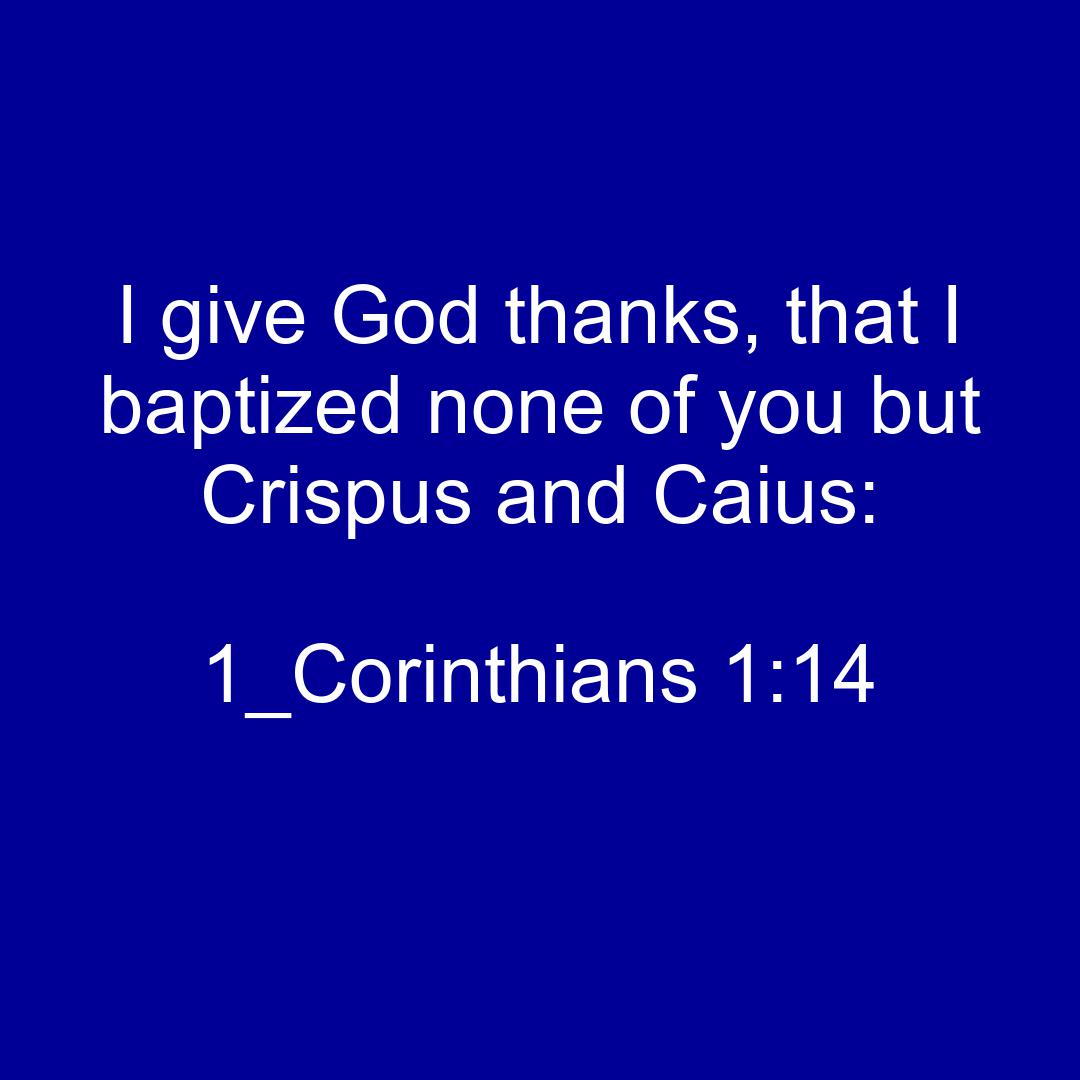 I give God thanks, that I
baptized none of you but
Crispus and Caius:
1_Corinthians 1:14